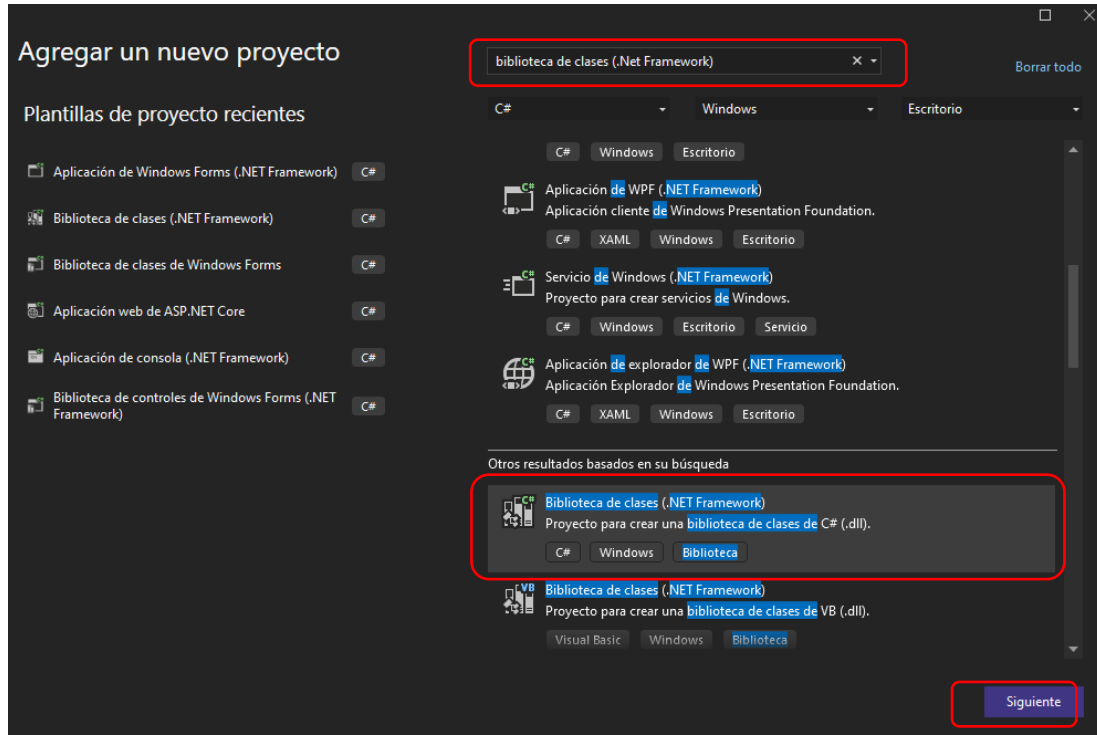 Agregar un nuevo proyecto
Plantillas de proyecto recientes
Aplicación de Windows Forms (.NET Framework) C#
Biblioteca de clases (.NET Framework) C#
Biblioteca de clases de Windows Forms C#
Aplicación web de ASP.NET Core C#
Aplicación de consola (.NET Framework) C#
Biblioteca de controles de Windows Forms (.NET
Framework) C#
biblioteca de clases (.Net Framework)
Borrar todo
C# Windows Escritorio
C# Windows Escritorio
C#
Aplicación de WPF (.NET Framework)
Aplicación cliente de Windows Presentation Foundation.
C# XAML Windows Escritorio
C#
Servicio de Windows (.NET Framework)
Proyecto para crear servicios de Windows.
C# Windows Escritorio Servicio
C#
Aplicación de explorador de WPF (.NET Framework)
Aplicación Explorador de Windows Presentation Foundation.
C# XAML Windows Escritorio
Otros resultados basados en su búsqueda
C#
Biblioteca de clases (.NET Framework)
Proyecto para crear una biblioteca de clases de C# (.dll).
C# Windows Biblioteca
VB
Biblioteca de clases (.NET Framework)
Proyecto para crear una biblioteca de clases de VB (.dll).
Visual Basic Windows Biblioteca
Siguiente